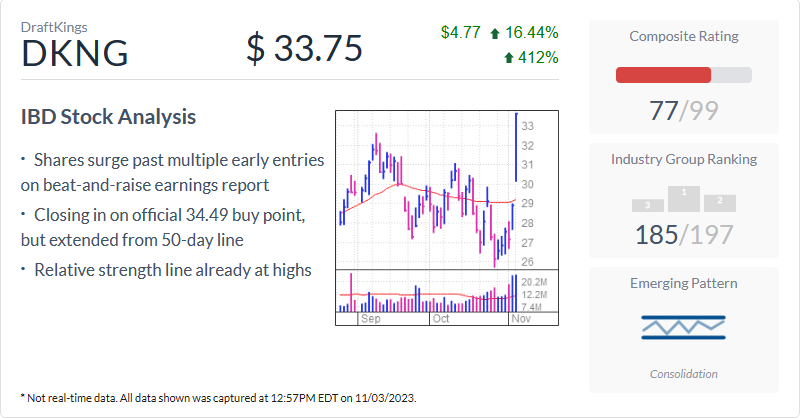 DraftKings
DKNG
$ 33.75
$4.77 16.44%
412%
IBD Stock Analysis
• Shares surge past multiple early entries
on beat-and-raise earnings report
• Closing in on official 34.49 buy point,
but extended from 50-day line
• Relative strength line already at highs
33
32
31
30
29
28
27
26
20.2M
12.2M
7.4M
Sep Oct Nov
Composite Rating
77/99
Industry Group Ranking
3 1 2
185/197
Emerging Pattern
Consolidation
* Not real-time data. All data shown was captured at 12:57PM EDT on 11/03/2023.